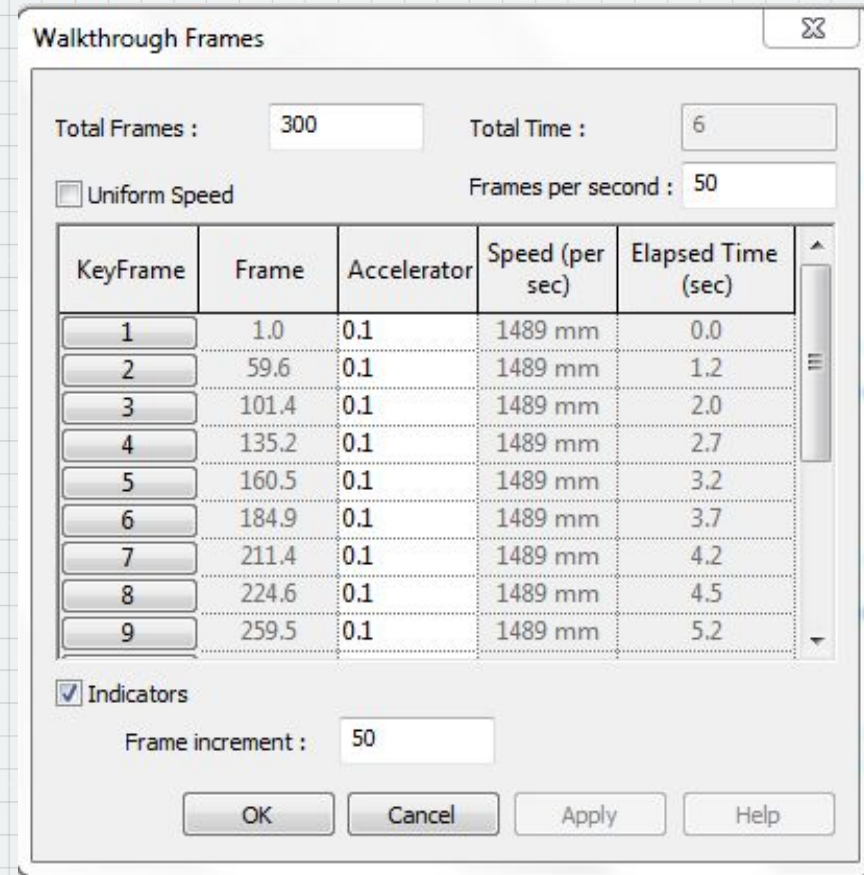 Walkthrough Frames
Total Frames : 300 Total Time : 6
Uniform Speed Frames per second : 50
KeyFrame Frame Accelerator Speed (per sec) Elapsed Time (sec)
1 1.0 0.1 1489 mm 0.0
2 59.6 0.1 1489 mm 1.2
3 101.4 0.1 1489 mm 2.0
4 135.2 0.1 1489 mm 2.7
5 160.5 0.1 1489 mm 3.2
6 184.9 0.1 1489 mm 3.7
7 211.4 0.1 1489 mm 4.2
8 224.6 0.1 1489 mm 4.5
9 259.5 0.1 1489 mm 5.2
Indicators
Frame increment : 50
OK Cancel Apply Help